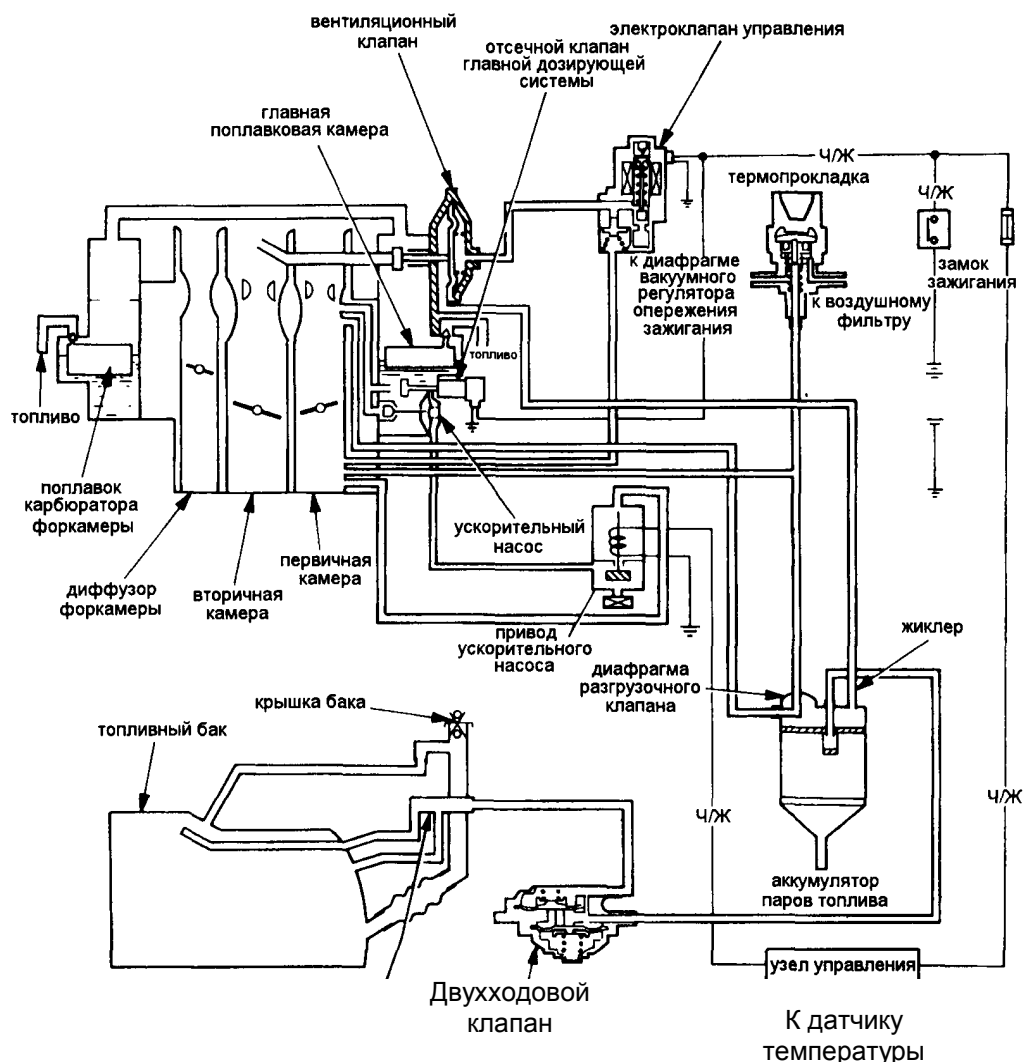 вентиляционный
клапан
электроклапан управления
отсечной клапан
главной дозирующей
системы
главная
поплавковая камера
Ч/Ж
термопрокладка
Ч/Ж
замок
зажигания
к диафрагме
вакуумного
регулятора
опережения
зажигания
к воздушному
фильтру
топливо
топливо
поплавок
карбюратора
форкамеры
ускорительный
насос
первичная
камера
диффузор
форкамеры
вторичная
камера
привод
ускорительного
насоса
жиклер
диафрагма
разгрузочного
клапана
крышка бака
топливный бак
Ч/Ж
Ч/Ж
аккумулятор
паров топлива
узел управления
Двухходовой
клапан
К датчику
температуры